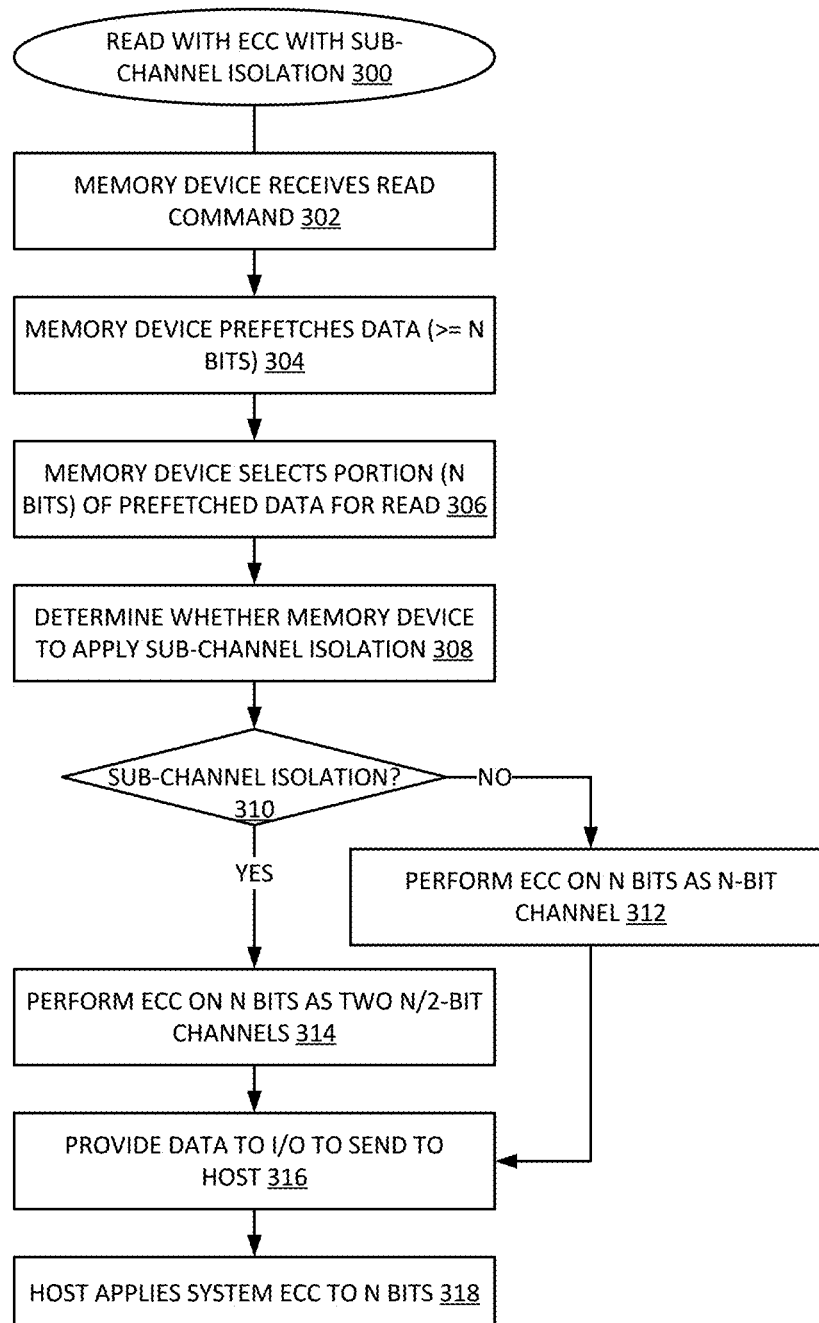 READ WITH ECC WITH SUB-
CHANNEL ISOLATION 300
MEMORY DEVICE RECEIVES READ
COMMAND 302
MEMORY DEVICE PREFETCHES DATA (>= N
BITS) 304
MEMORY DEVICE SELECTS PORTION (N
BITS) OF PREFETCHED DATA FOR READ 306
DETERMINE WHETHER MEMORY DEVICE
TO APPLY SUB-CHANNEL ISOLATION 308
SUB-CHANNEL ISOLATION?
310
NO
YES
PERFORM ECC ON N BITS AS N-BIT
CHANNEL 312
PERFORM ECC ON N BITS AS TWO N/2-BIT
CHANNELS 314
PROVIDE DATA TO I/O TO SEND TO
HOST 316
HOST APPLIES SYSTEM ECC TO N BITS 318